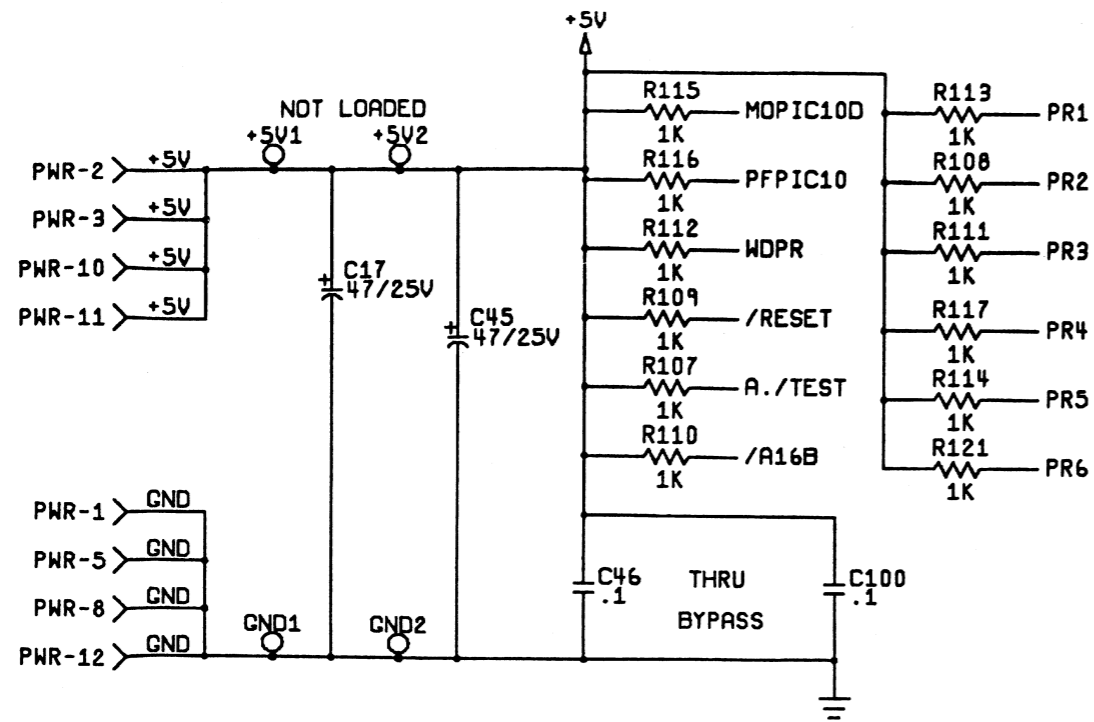 +5V
NOT LOADED
+5V1
+5V2
PWR-2
+5V
PWR-3
+5V
PWR-10
+5V
PWR-11
+5V
C17
47/25V
C45
47/25V
R115
1K
MOPIC10D
R116
1K
PFPIC10
R112
1K
WDPR
R109
1K
/RESET
R107
1K
A./TEST
R110
1K
/A16B
R113
1K
PR1
R108
1K
PR2
R111
1K
PR3
R117
1K
PR4
R114
1K
PR5
R121
1K
PR6
PWR-1
GND
PWR-5
GND
PWR-8
GND
PWR-12
GND
GND1
GND2
C46
.1
THRU
BYPASS
C100
.1